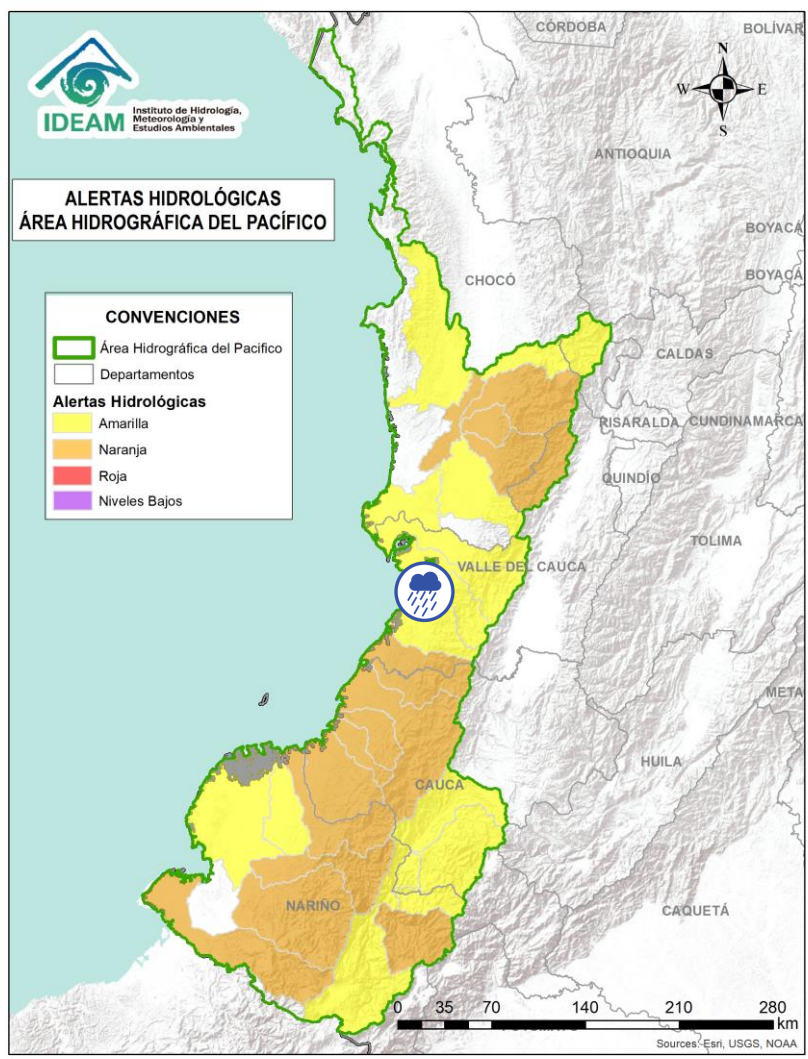 CÓRDOBA
BOLÍVAR
IDEAM
Instituto de Hidrología,
Meteorología y
Estudios Ambientales
N
W
E
S
ANTIOQUIA
ALERTAS HIDROLÓGICAS
ÁREA HIDROGRÁFICA DEL PACÍFICO
BOYACÁ
BOYACÁ
CHOCÓ
CONVENCIONES
Área Hidrográfica del Pacifico
Departamentos
Alertas Hidrológicas
Amarilla
Naranja
Roja
Niveles Bajos
CALDAS
RISARALDA
CUNDINAMARCA
QUINDÍO
TOLIMA
VALLE DEL CAUCA
META
HUILA
CAUCA
NARIÑO
CAQUETÁ
0 35 70 140 210 280
km
Sources: Esri, USGS, NOAA